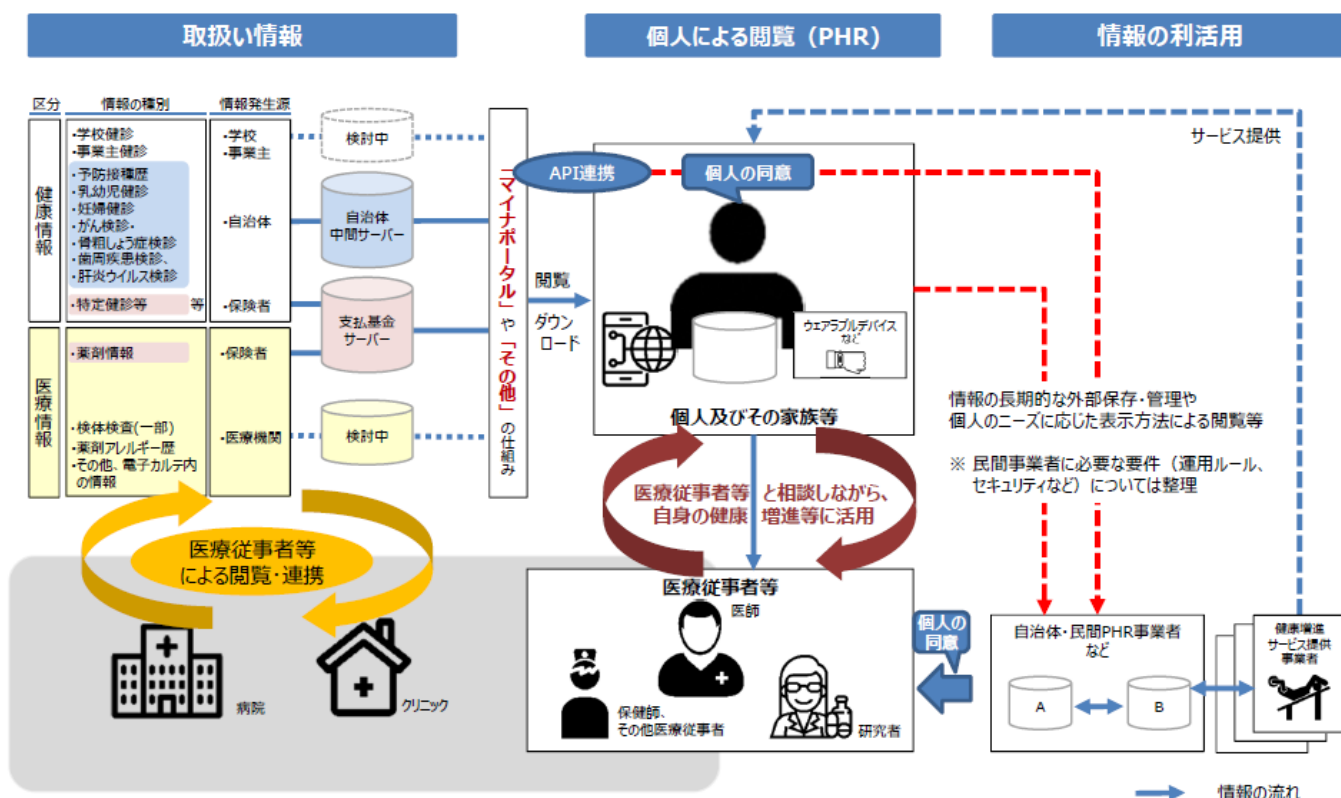 取扱い情報
個人による閲覧（PHR）
情報の利活用
区分
情報の種別
情報発生源
健康情報
・学校健診
・事業主健診
・予防接種歴
・乳幼児健診
・妊婦健診
・がん検診・
・骨粗しょう症検診
・歯周疾患検診、
・肝炎ウイルス検診
・特定健診等
等
・学校
・事業主
・自治体
・保険者
医療情報
・薬剤情報
・検体検査(一部)
・薬剤アレルギー歴
・その他、電子カルテ内
の情報
・保険者
・医療機関
検討中
自治体
中間サーバー
支払基金
サーバー
検討中
「マイナポータル」や「その他」の仕組み
API連携
個人の同意
閲覧
ダウン
ロード
ウェアラブルデバイス
など
個人及びその家族等
サービス提供
情報の長期的な外部保存・管理や
個人のニーズに応じた表示方法による閲覧等
※ 民間事業者に必要な要件（運用ルール、
セキュリティなど）については整理
医療従事者等と相談しながら、
自身の健康増進等に活用
医療従事者等
による閲覧・連携
病院
クリニック
医療従事者等
医師
保健師、
その他医療従事者
研究者
個人の
同意
自治体・民間PHR事業者
など
A
B
健康増進
サービス提供
事業者
情報の流れ